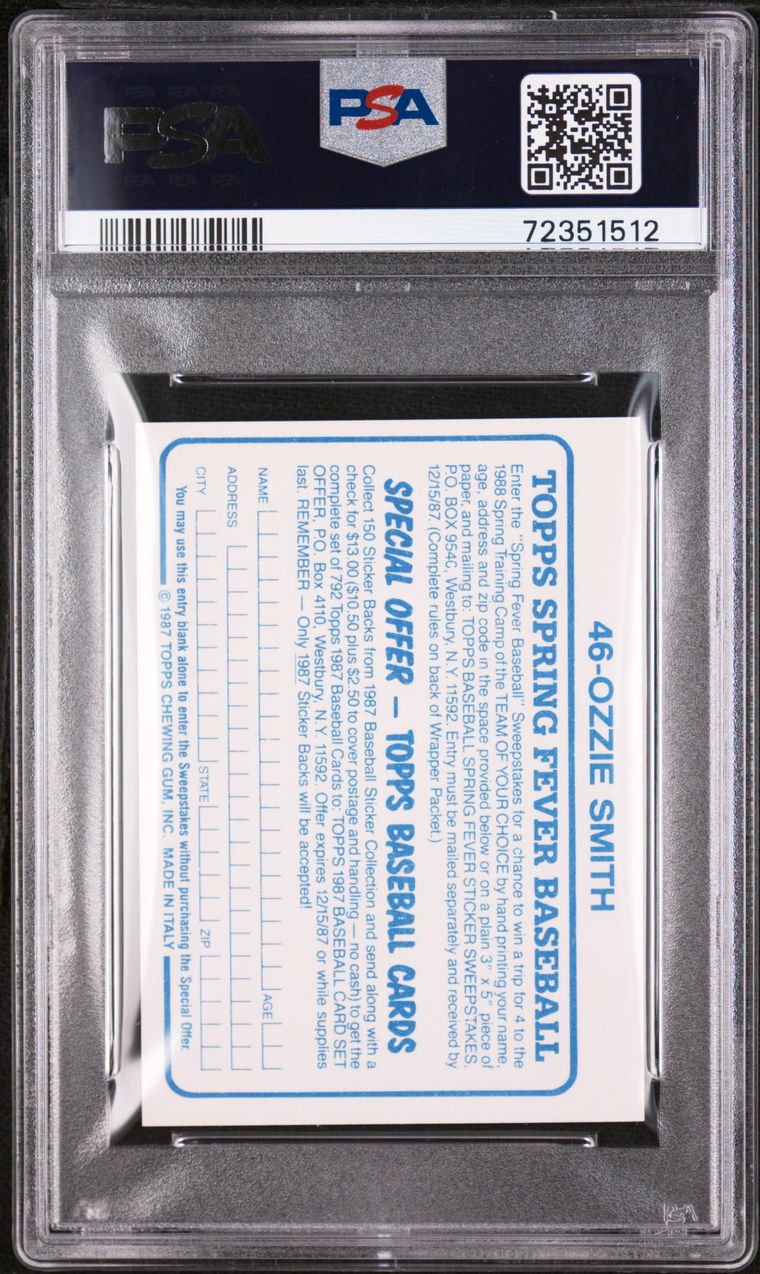 PSA
PSA
72351512
46-OZZIE SMITH
TOPPS SPRING FEVER BASEBALL
Enter the "Spring Fever Baseball" Sweepstakes for a chance to win a trip for 4 to the
1988 Spring Training Camp of the TEAM OF YOUR CHOICE by hand printing your name,
age, address and zip code in the space provided below or on a plain 3" x 5" piece of
paper, and mailing to: TOPPS BASEBALL SPRING FEVER STICKER SWEEPSTAKES,
P.O. BOX 9540, Westbury, N.Y. 11592. Entry must be mailed separately and received by
12/15/87. (Complete rules on back of Wrapper Packet.)
SPECIAL OFFER — TOPPS BASEBALL CARDS
Collect 150 Sticker Backs from 1987 Baseball Sticker Collection and send along with a
check for $13.00 ($10.50 plus $2.50 to cover postage and handling — no cash) to get the
complete set of 792 Topps 1987 Baseball Cards to: TOPPS 1987 BASEBALL CARD SET
OFFER, P.O. Box 4110, Westbury, N.Y. 11592. Offer expires 12/15/87 or while supplies
last. REMEMBER — Only 1987 Sticker Backs will be accepted!
NAME AGE
ADDRESS
CITY STATE ZIP
You may use this entry blank alone to enter the Sweepstakes without purchasing the Special Offer.
© 1987 TOPPS CHEWING GUM, INC. MADE IN ITALY